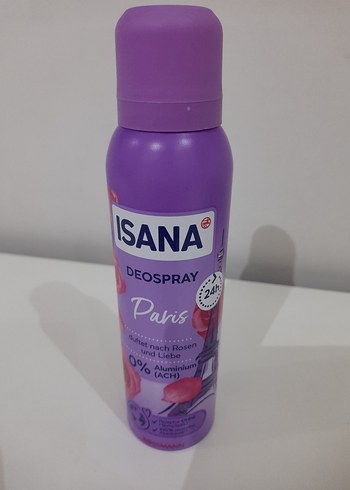 ISANA
DEOSPRAY
24h
Paris
duftet nach Rosen
und Liebe
0% Aluminium
(ACH)